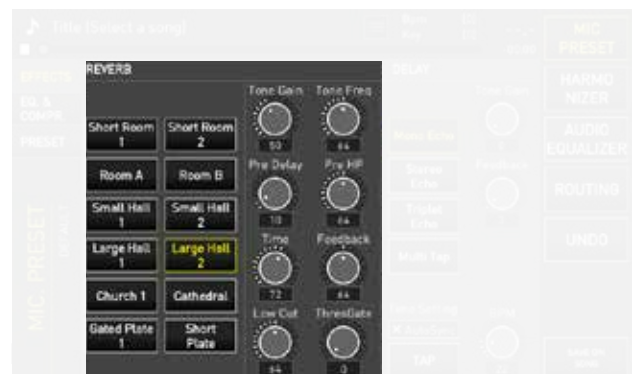 Title (Select a song)
MIC
PRESET
EFFECTS
REVERB
DELAY
Tone Gain
Tone Freq
HARMO
NIZER
EQ. &
COMPR
Short Room
1
Short Room
2
50
64
Mono Echo
AUDIO
EQUALIZER
PRESET
Pre Delay
Pre HP
Room A
Room B
Stereo
Echo
10
64
ROUTING
Small Hall
1
Small Hall
2
Triplet
Echo
Time
Feedback
UNDO
Large Hall
1
Large Hall
2
Multi Tap
72
64
Church 1
Cathedral
Low Cut
ThresGate
Gated Plate
1
Short
Plate
64
0
TAP
MIC PRESET
DEFAULT